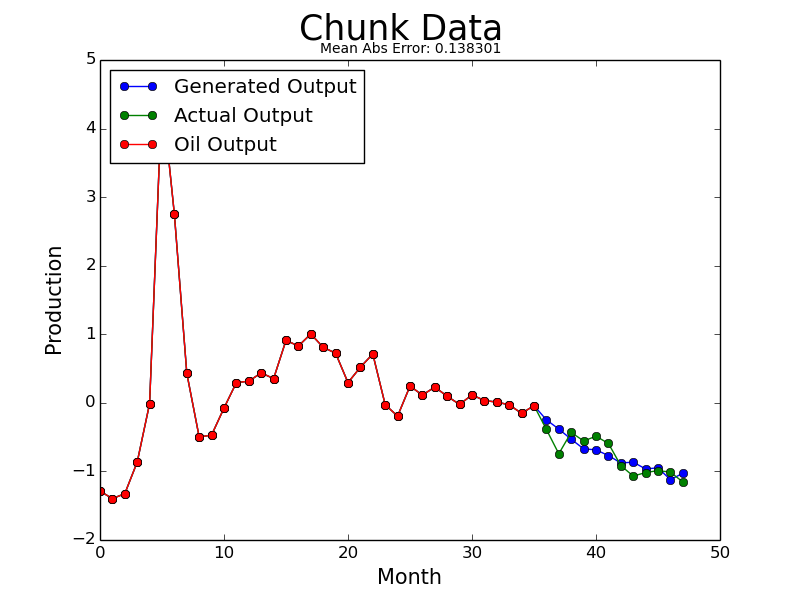 Chunk Data
Mean Abs Error: 0.138301
Generated Output
Actual Output
Oil Output
Production
5
4
3
2
1
0
−1
−2
0 10 20 30 40 50
Month